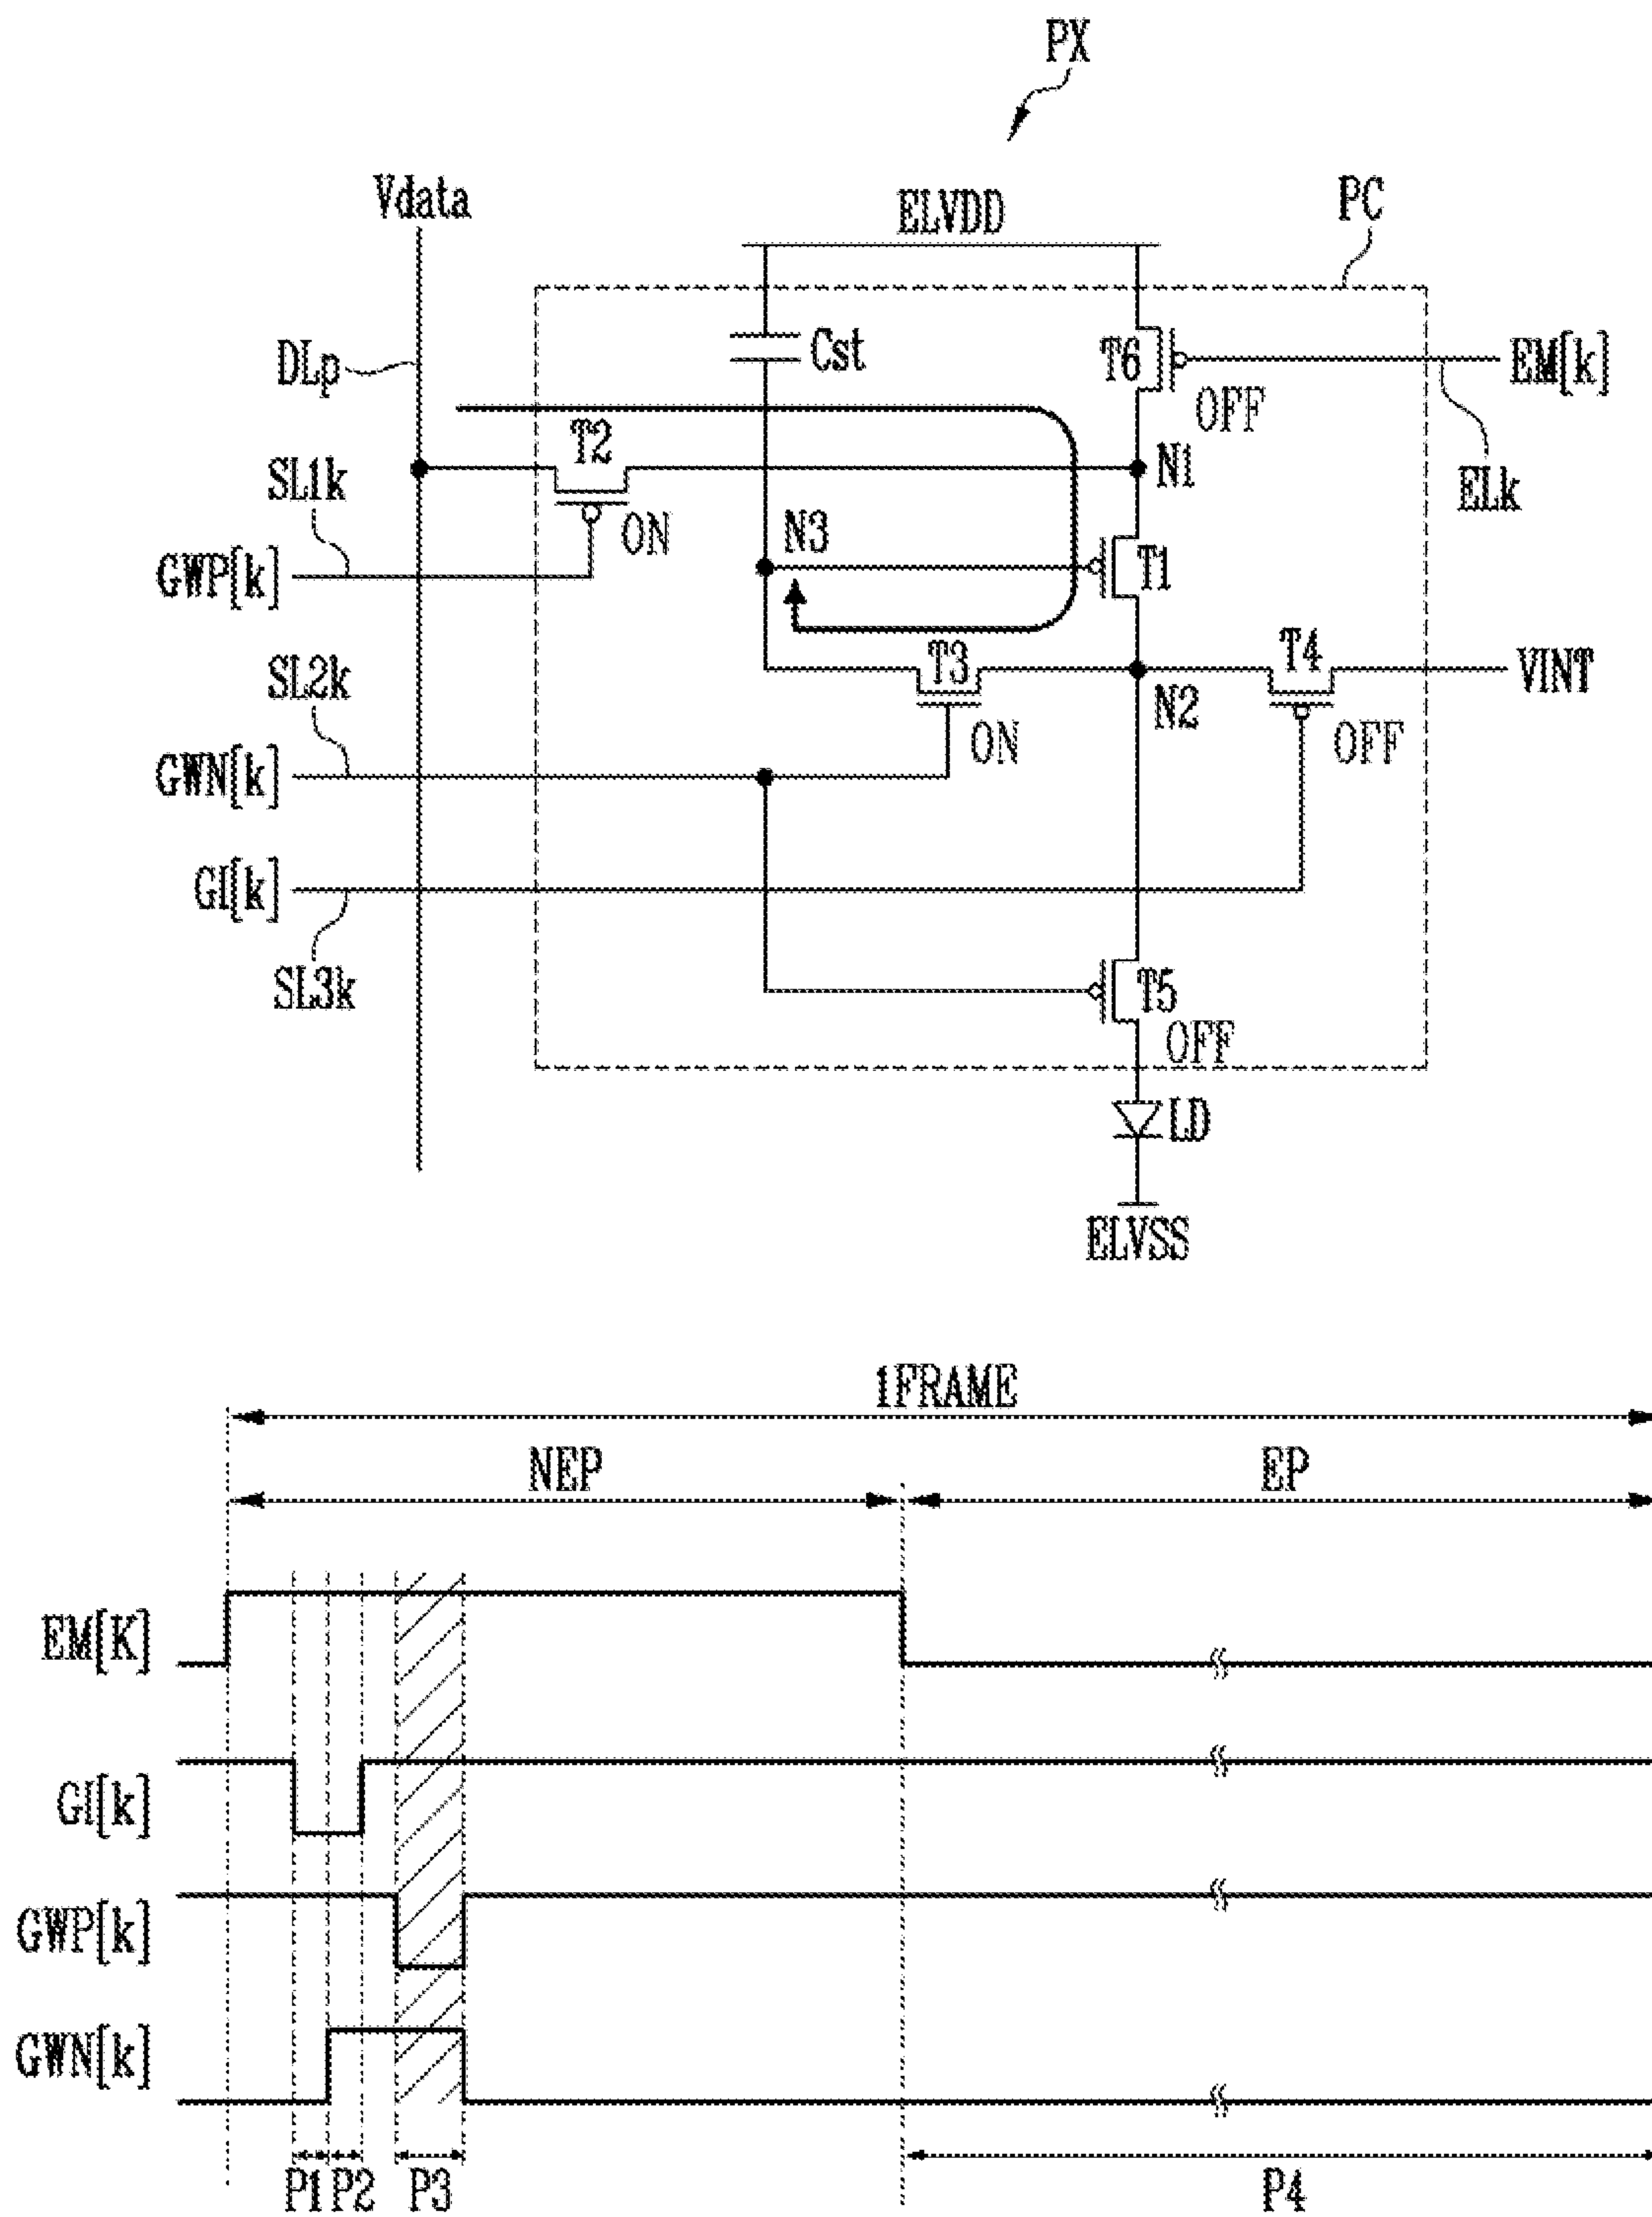 PX
Vdata
ELVDD
PC
DLp
Cst
T6
EM[k]
OFF
T2
SL1k
N1
ELk
ON
N3
GWP[k]
T1
T3
T4
SL2k
VINT
N2
ON
OFF
GWN[k]
GI[k]
SL3k
T5
OFF
LD
ELVSS
1FRAME
NEP
EP
EM[K]
GI[k]
GWP[k]
GWN[k]
P1
P2
P3
P4